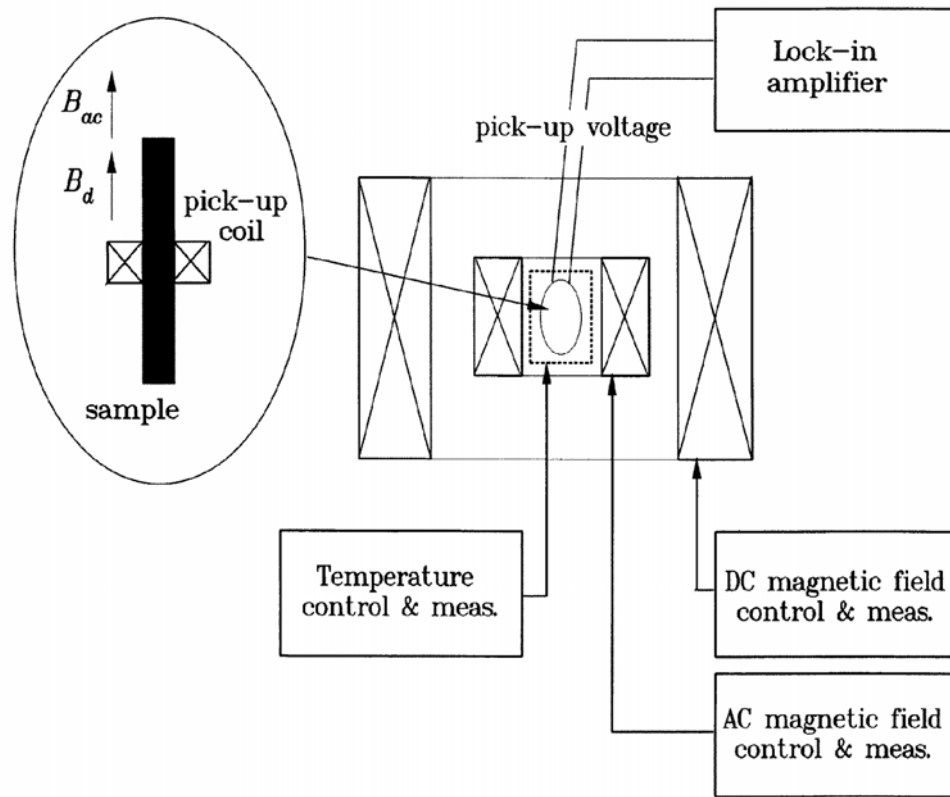 Lock-in
amplifier
pick-up voltage
B_ac
B_d
pick-up
coil
sample
Temperature
control & meas.
DC magnetic field
control & meas.
AC magnetic field
control & meas.